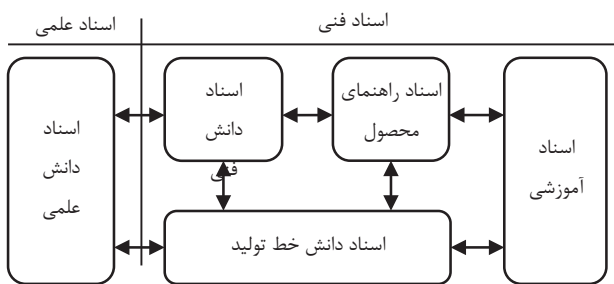 اسناد فنی
اسناد علمی
اسناد
آموزشی
اسناد راهنمای
محصول
اسناد
دانش
فنی
اسناد
دانش
علمی
اسناد دانش خط تولید